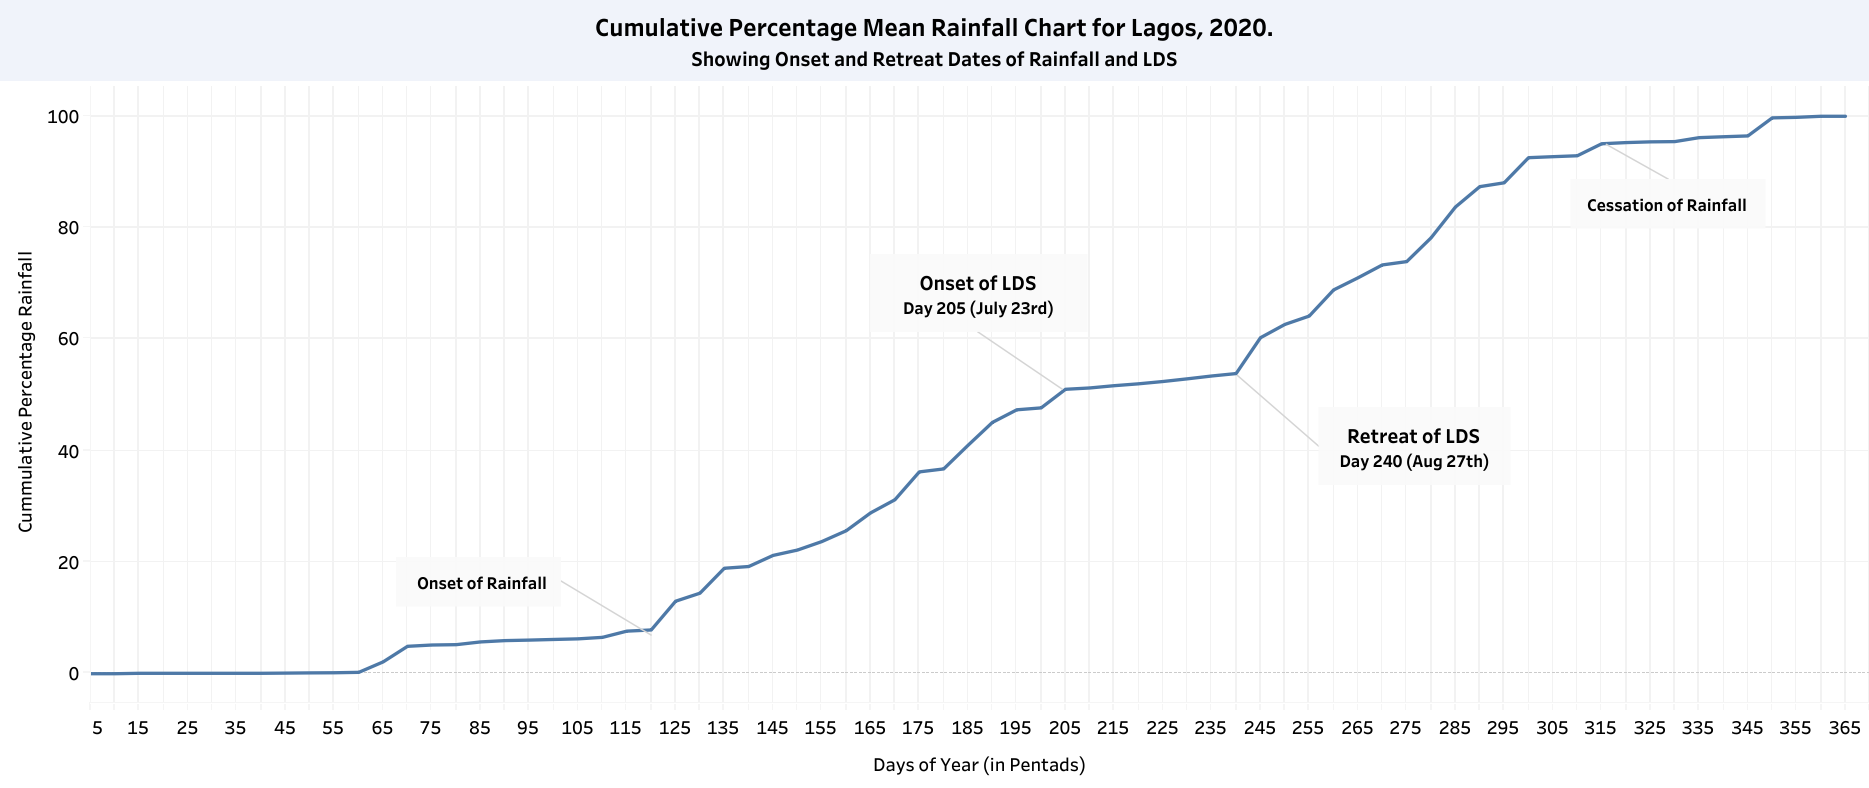 Cumulative Percentage Mean Rainfall Chart for Lagos, 2020.
Showing Onset and Retreat Dates of Rainfall and LDS
Cummulative Percentage Rainfall
100
80
60
40
20
0
Onset of Rainfall
Onset of LDS
Day 205 (July 23rd)
Retreat of LDS
Day 240 (Aug 27th)
Cessation of Rainfall
5 15 25 35 45 55 65 75 85 95 105 115 125 135 145 155 165 175 185 195 205 215 225 235 245 255 265 275 285 295 305 315 325 335 345 355 365
Days of Year (in Pentads)